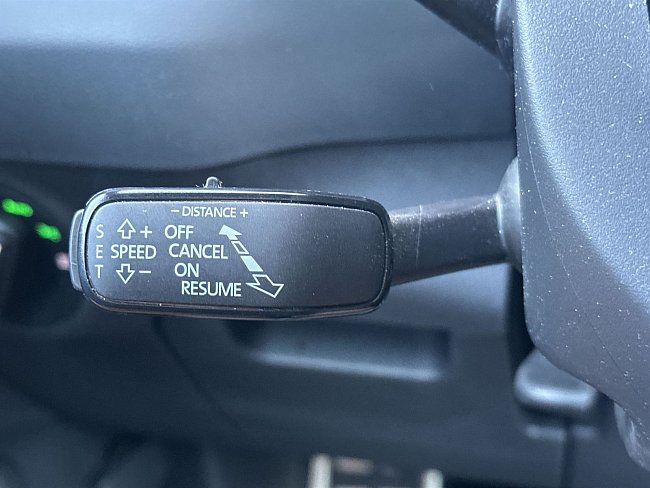 − DISTANCE +
S + OFF
E SPEED CANCEL
T − ON
RESUME